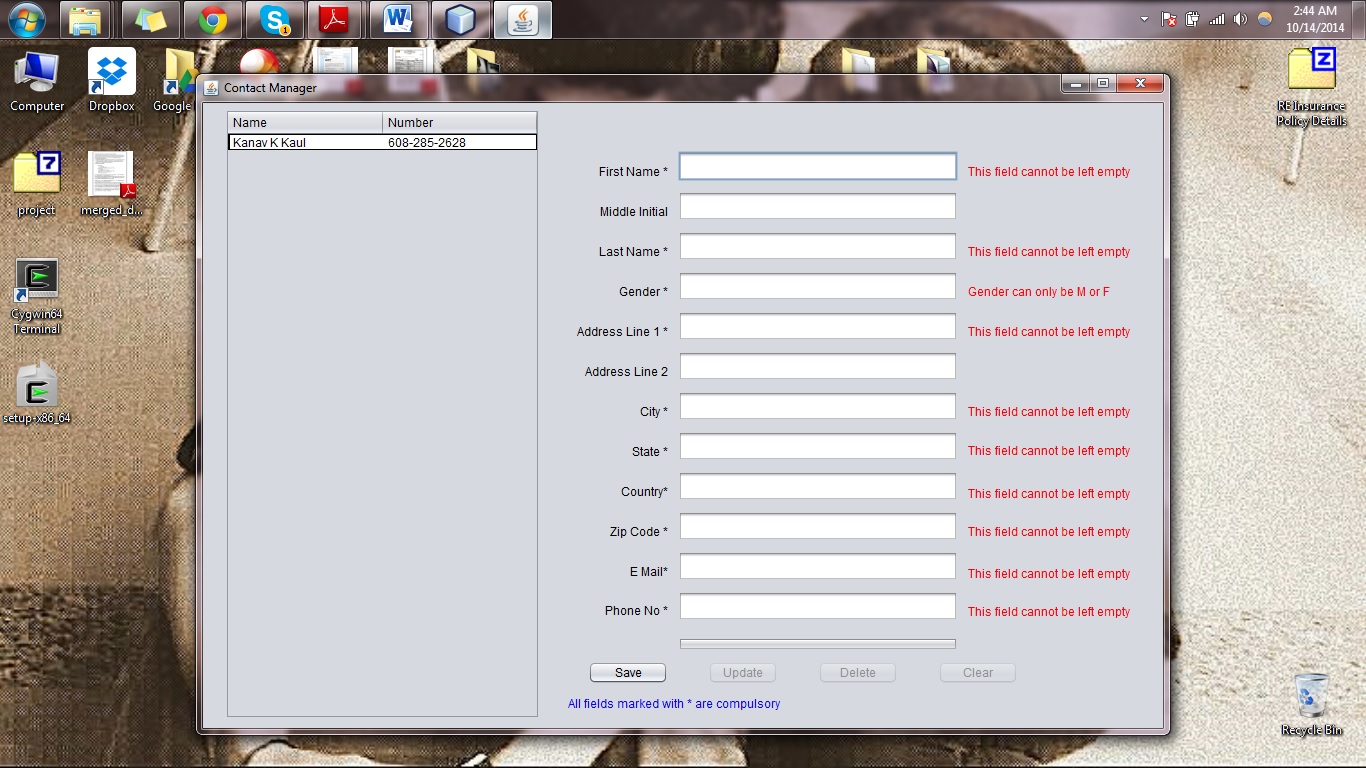 2:44 AM
10/14/2014
Computer
Dropbox
Google
RE Insurance
Policy Details
project
merged_d...
Cygwin64
Terminal
setup-x86_64
Recycle Bin
Contact Manager
Name Number
Kanav K Kaul 608-285-2628
First Name * This field cannot be left empty
Middle Initial
Last Name * This field cannot be left empty
Gender * Gender can only be M or F
Address Line 1 * This field cannot be left empty
Address Line 2
City * This field cannot be left empty
State * This field cannot be left empty
Country* This field cannot be left empty
Zip Code * This field cannot be left empty
E Mail* This field cannot be left empty
Phone No * This field cannot be left empty
Save Update Delete Clear
All fields marked with * are compulsory